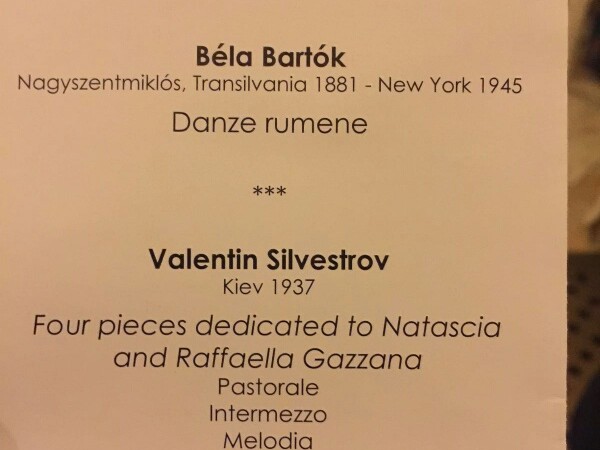 Béla Bartók
Nagyszentmiklós, Transilvania 1881 - New York 1945
Danze rumene
***
Valentin Silvestrov
Kiev 1937
Four pieces dedicated to Natascia
and Raffaella Gazzana
Pastorale
Intermezzo
Melodia